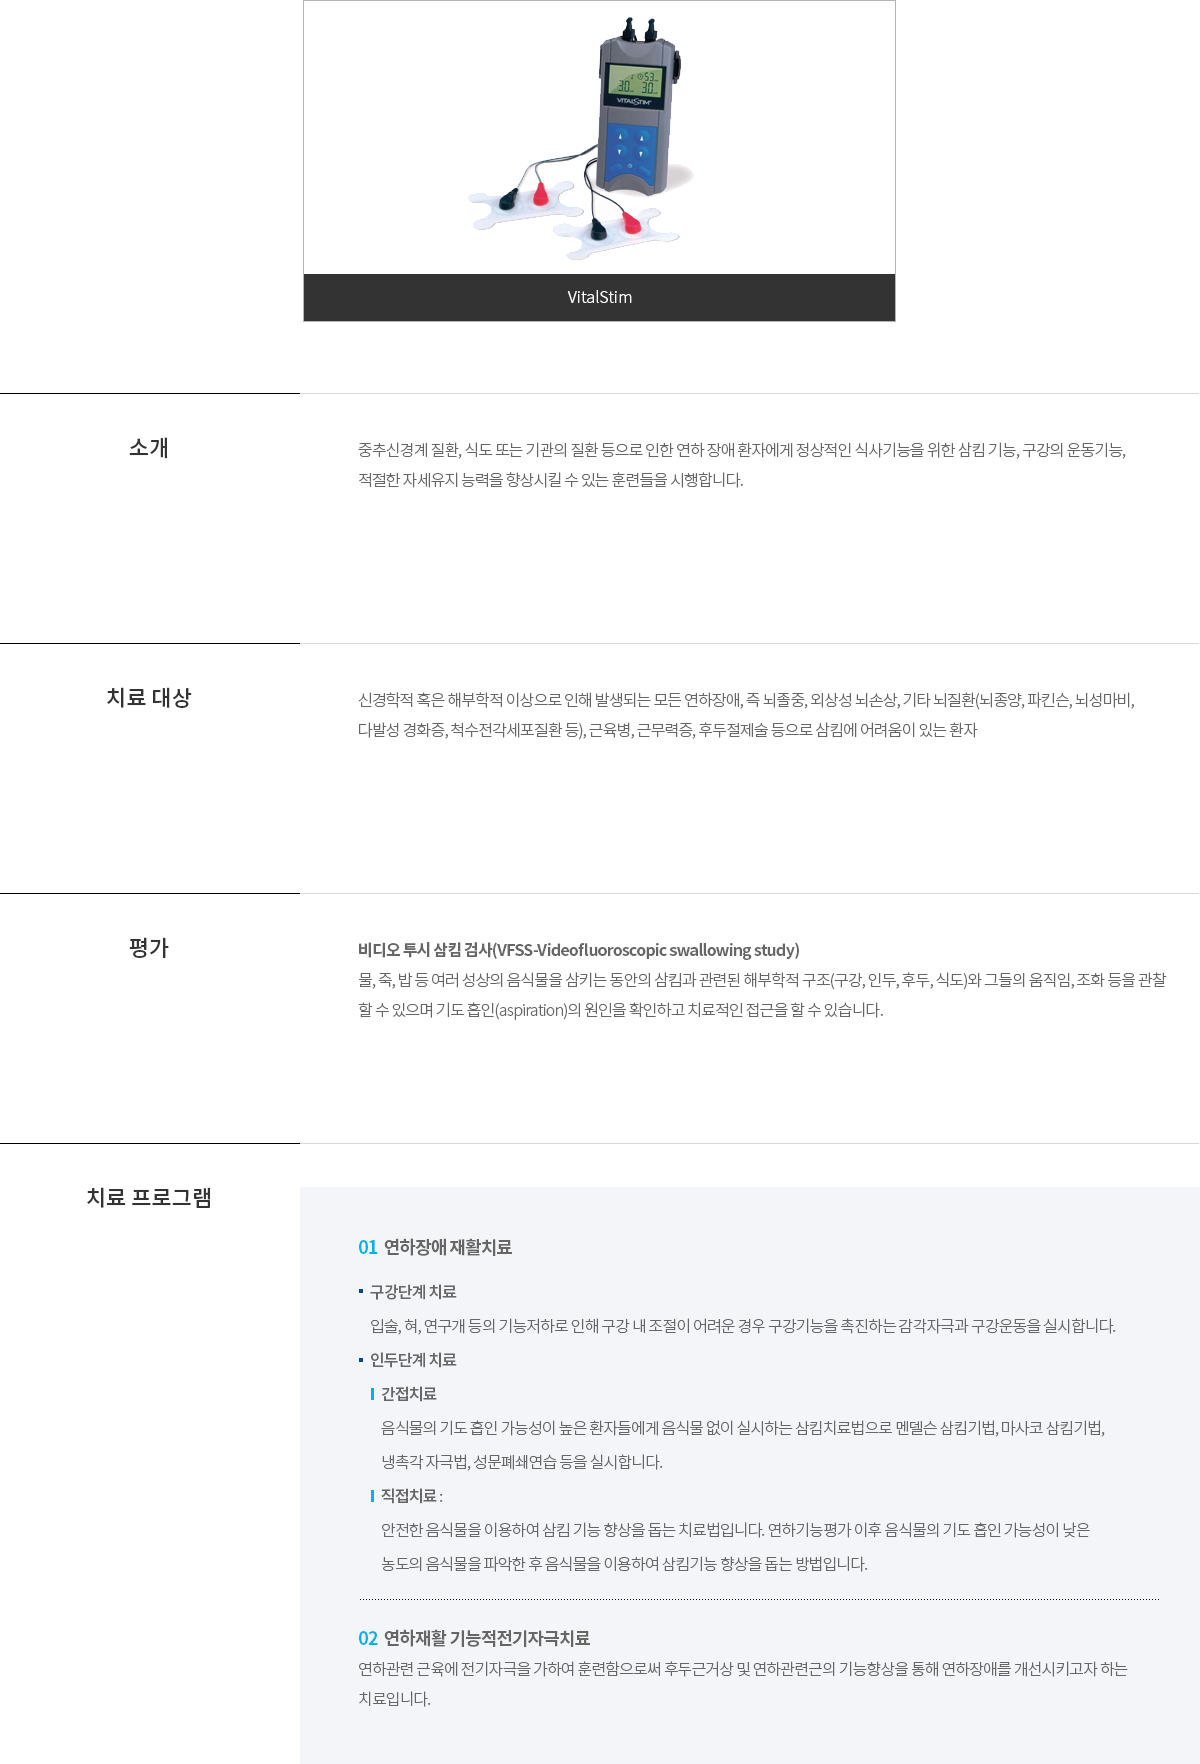 53
3.0 3.0
VITALSTIM
VitalStim
소개
중추신경계 질환, 식도 또는 기관의 질환 등으로 인한 연하 장애 환자에게 정상적인 식사기능을 위한 삼킴 기능, 구강의 운동기능,
적절한 자세유지 능력을 향상시킬 수 있는 훈련들을 시행합니다.
치료 대상
신경학적 혹은 해부학적 이상으로 인해 발생되는 모든 연하장애, 즉 뇌졸중, 외상성 뇌손상, 기타 뇌질환(뇌종양, 파킨슨, 뇌성마비,
다발성 경화증, 척수전각세포질환 등), 근육병, 근무력증, 후두절제술 등으로 삼킴에 어려움이 있는 환자
평가
비디오 투시 삼킴 검사(VFSS-Videofluoroscopic swallowing study)
물, 죽, 밥 등 여러 성상의 음식물을 삼키는 동안의 삼킴과 관련된 해부학적 구조(구강, 인두, 후두, 식도)와 그들의 움직임, 조화 등을 관찰
할 수 있으며 기도 흡인(aspiration)의 원인을 확인하고 치료적인 접근을 할 수 있습니다.
치료 프로그램
01 연하장애 재활치료
구강단계 치료
입술, 혀, 연구개 등의 기능저하로 인해 구강 내 조절이 어려운 경우 구강기능을 촉진하는 감각자극과 구강운동을 실시합니다.
인두단계 치료
간접치료
음식물의 기도 흡인 가능성이 높은 환자들에게 음식물 없이 실시하는 삼킴치료법으로 멘델슨 삼킴기법, 마사코 삼킴기법,
냉촉각 자극법, 성문폐쇄연습 등을 실시합니다.
직접치료 :
안전한 음식물을 이용하여 삼킴 기능 향상을 돕는 치료법입니다. 연하기능평가 이후 음식물의 기도 흡인 가능성이 낮은
농도의 음식물을 파악한 후 음식물을 이용하여 삼킴기능 향상을 돕는 방법입니다.
02 연하재활 기능적전기자극치료
연하관련 근육에 전기자극을 가하여 훈련함으로써 후두근거상 및 연하관련근의 기능향상을 통해 연하장애를 개선시키고자 하는
치료입니다.